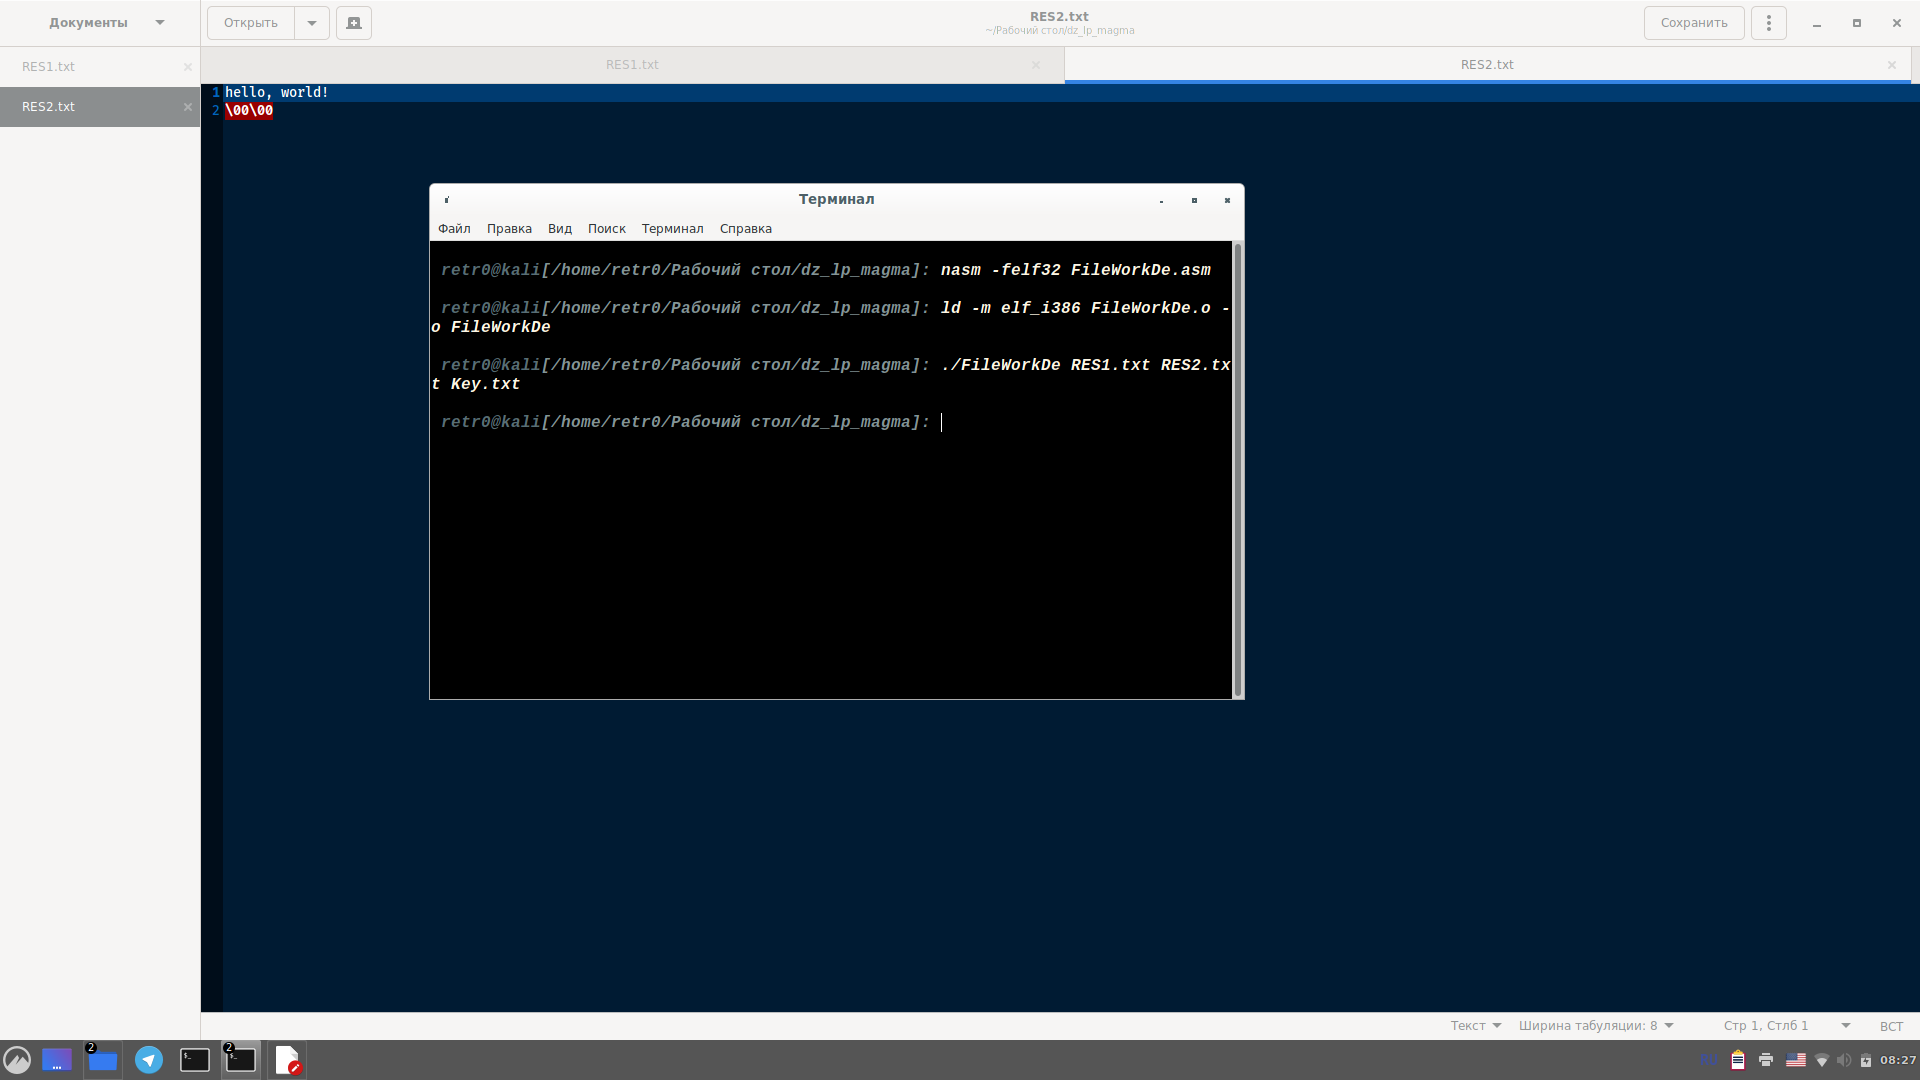 Документы
Открыть
RES2.txt
~/Рабочий стол/dz_lp_magma
Сохранить
RES1.txt
RES2.txt
RES1.txt
RES2.txt
1 hello, world!
2 \00\00
Терминал
Файл Правка Вид Поиск Терминал Справка
retr0@kali[/home/retr0/Рабочий стол/dz_lp_magma]: nasm -felf32 FileWorkDe.asm
retr0@kali[/home/retr0/Рабочий стол/dz_lp_magma]: ld -m elf_i386 FileWorkDe.o -
o FileWorkDe
retr0@kali[/home/retr0/Рабочий стол/dz_lp_magma]: ./FileWorkDe RES1.txt RES2.tx
t Key.txt
retr0@kali[/home/retr0/Рабочий стол/dz_lp_magma]:
Текст Ширина табуляции: 8 Стр 1, Стлб 1 ВСТ
2
$_
2
$_
08:27